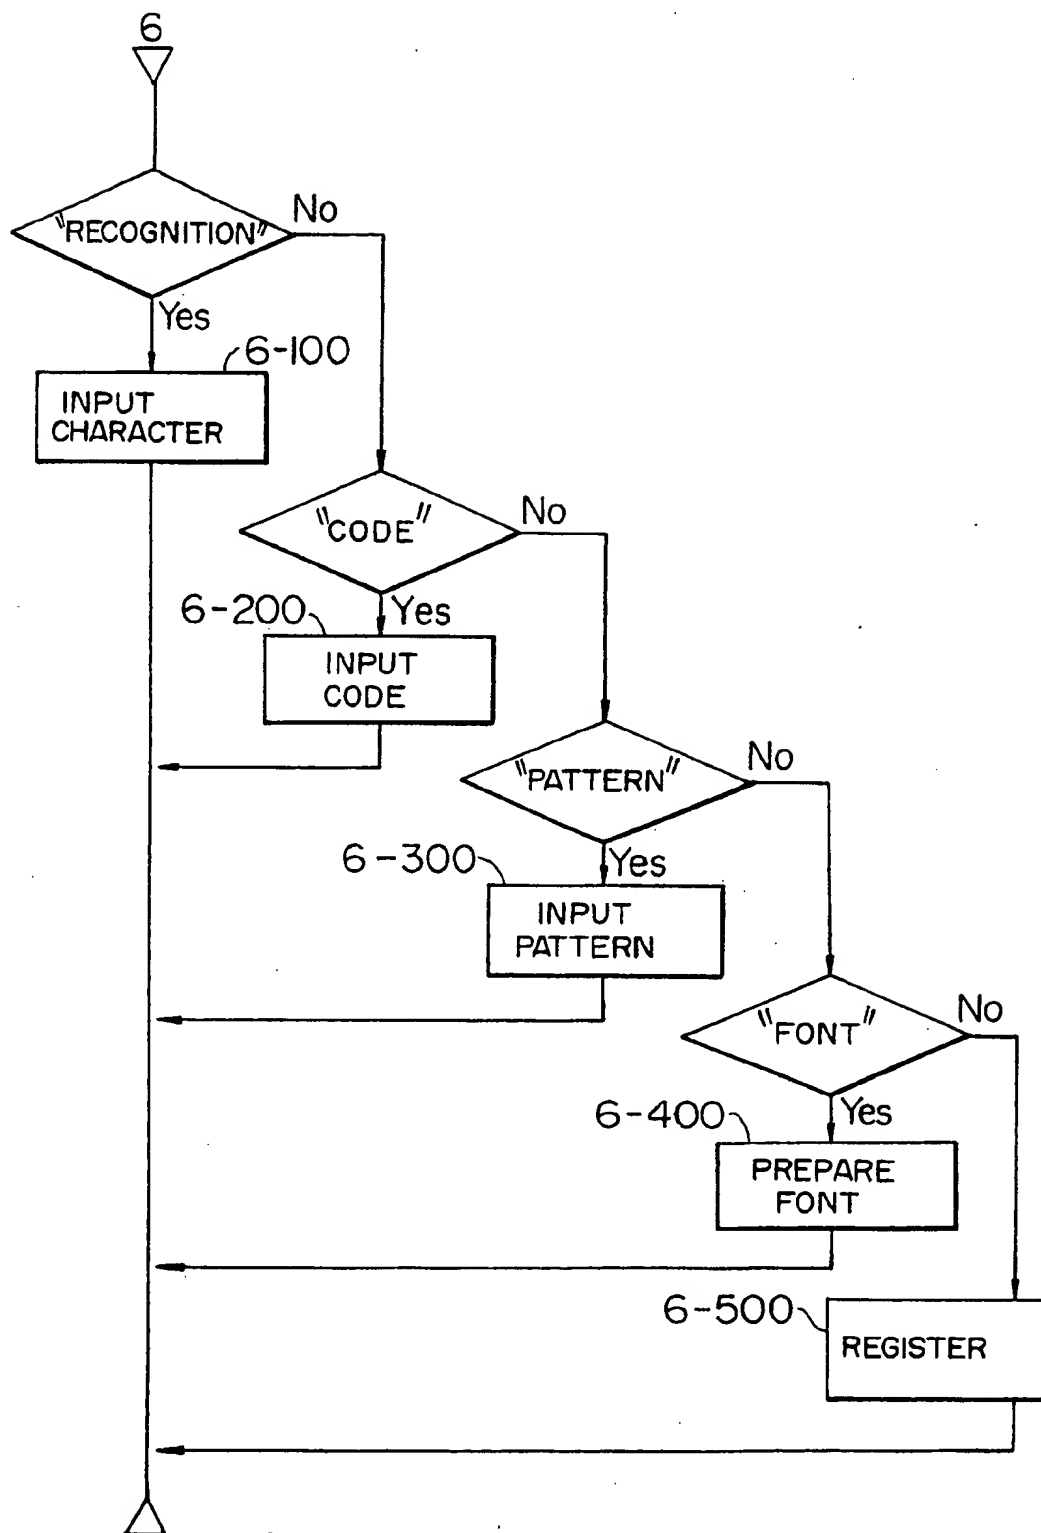 6
"RECOGNITION"
No
Yes
6-100
INPUT
CHARACTER
"CODE"
No
Yes
6-200
INPUT
CODE
"PATTERN"
No
Yes
6-300
INPUT
PATTERN
"FONT"
No
Yes
6-400
PREPARE
FONT
6-500
REGISTER